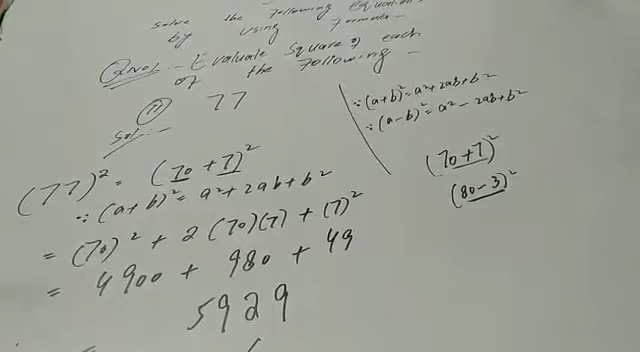 Solve the following equation
by using Formula -
Q No1:- Evaluate Square of each
of the following -
77
Sol:-
∵ (a+b)² = a²+2ab+b²
∵ (a-b)² = a² - 2ab+b²
(70+7)²
(80-3)²
(77)² = (70 + 7)²
∵ (a+b)² = a²+2ab+b²
= (70)² + 2 (70)(7) + (7)²
= 4900 + 980 + 49
5929
=